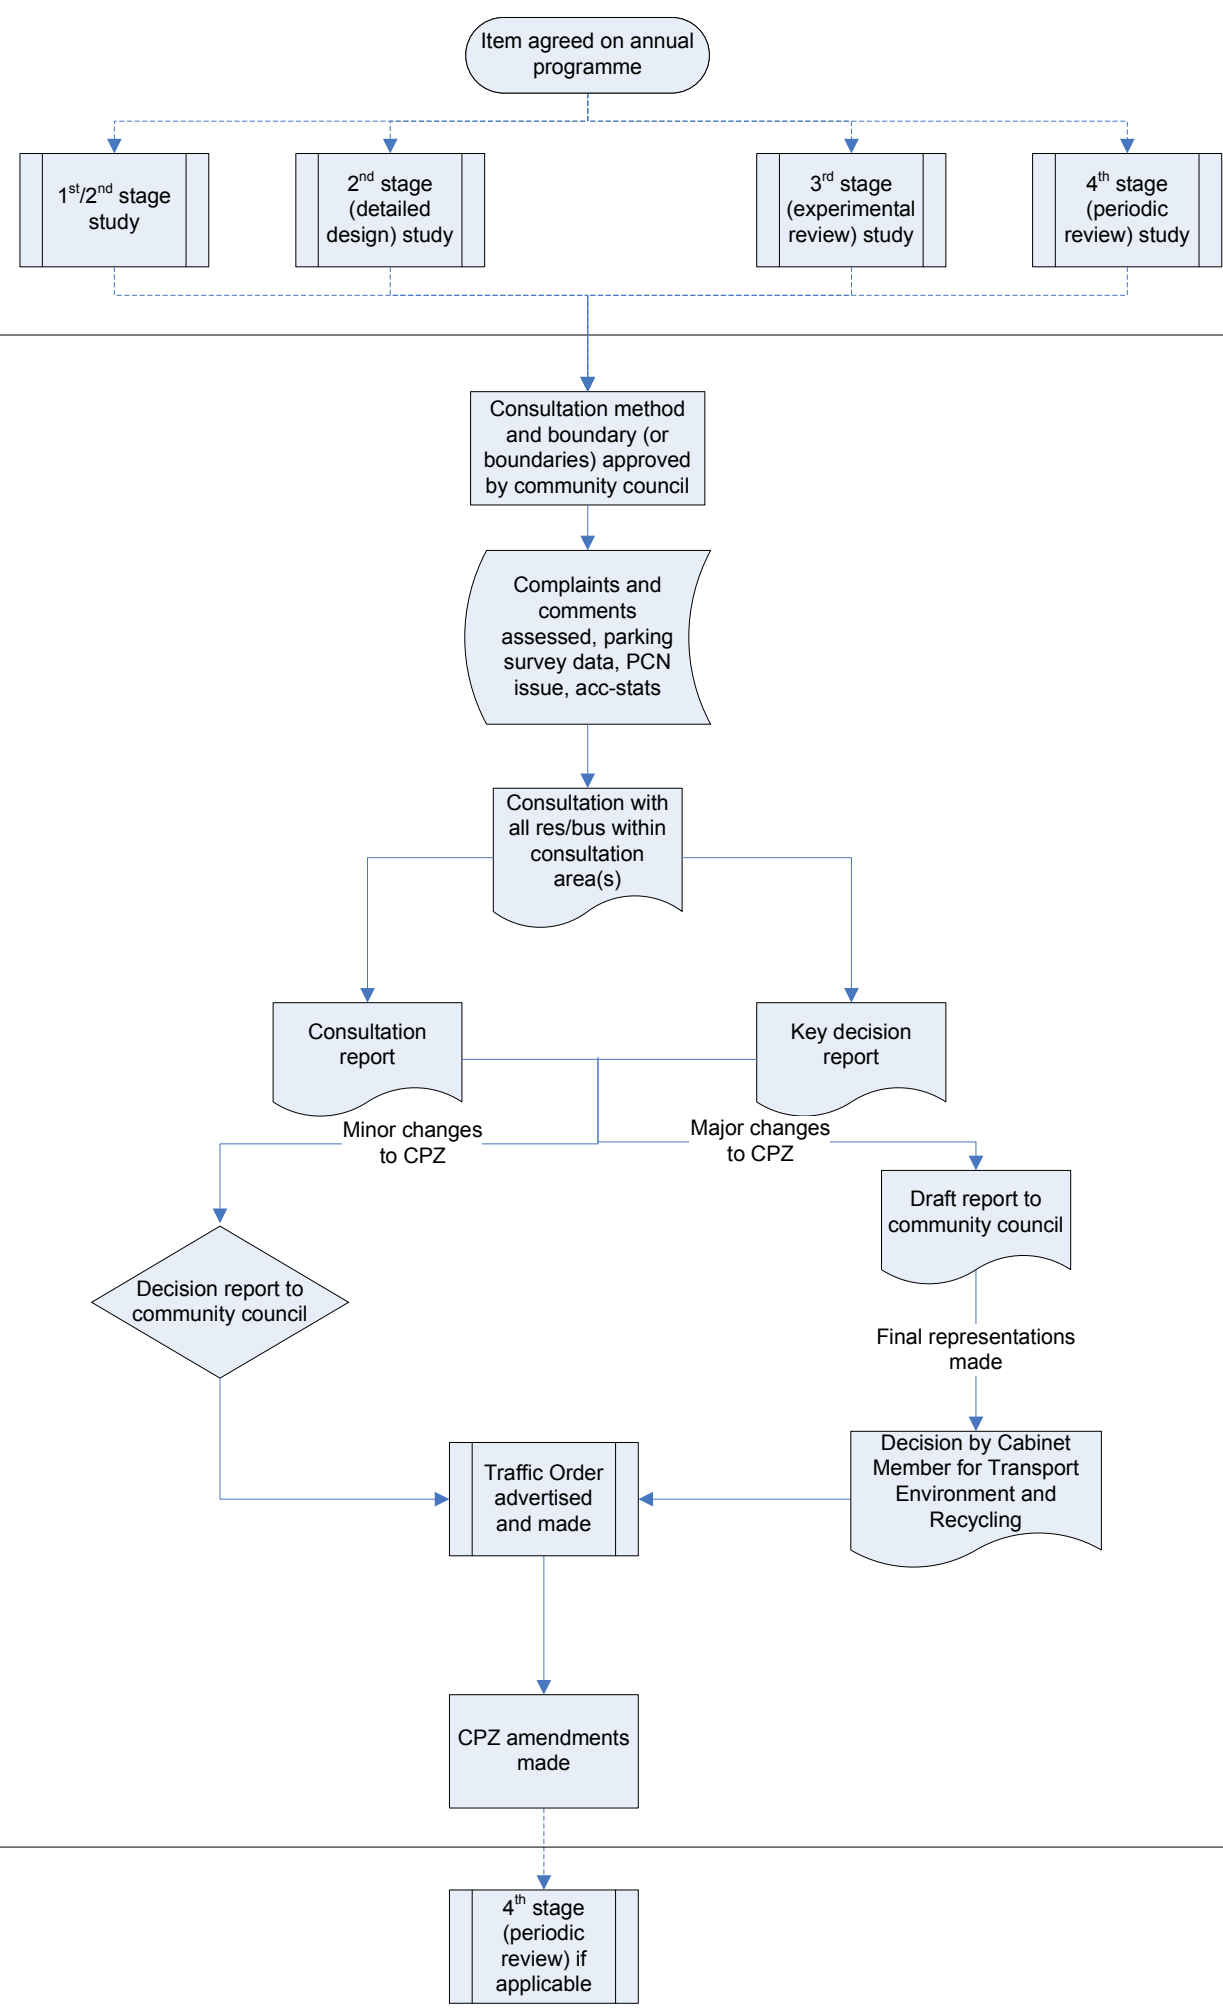 Item agreed on annual
programme
1st/2nd stage
study
2nd stage
(detailed
design) study
3rd stage
(experimental
review) study
4th stage
(periodic
review) study
Consultation method
and boundary (or
boundaries) approved
by community council
Complaints and
comments
assessed, parking
survey data, PCN
issue, acc-stats
Consultation with
all res/bus within
consultation
area(s)
Consultation
report
Key decision
report
Minor changes
to CPZ
Major changes
to CPZ
Draft report to
community council
Decision report to
community council
Final representations
made
Decision by Cabinet
Member for Transport
Environment and
Recycling
Traffic Order
advertised
and made
CPZ amendments
made
4th stage
(periodic
review) if
applicable